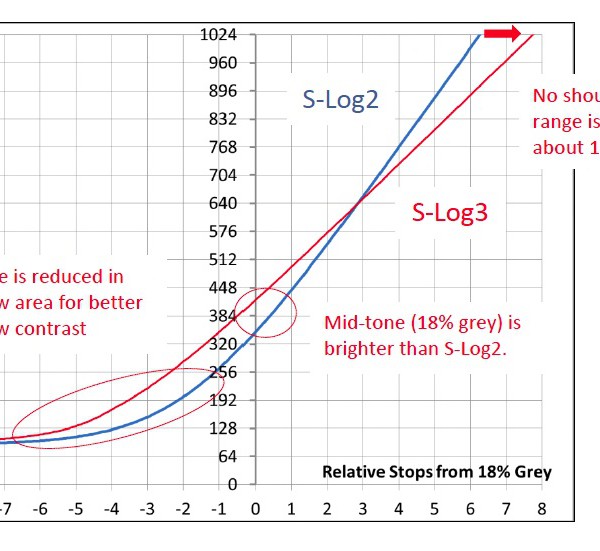 1024
960
896
832
768
704
640
576
512
448
384
320
256
192
128
64
0
S-Log2
No
range is
about
S-Log3
is reduced in
area for better
contrast
Mid-tone (18% grey) is
brighter than S-Log2.
Relative Stops from 18% Grey
-7 -6 -5 -4 -3 -2 -1 0 1 2 3 4 5 6 7 8